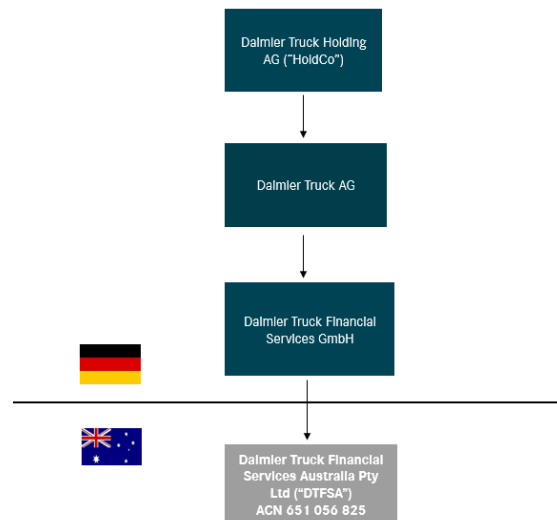 Daimler Truck Holding
AG ("HoldCo")
Daimler Truck AG
Daimler Truck Financial
Services GmbH
Daimler Truck Financial
Services Australia Pty
Ltd ("DTFSA")
ACN 651 056 825